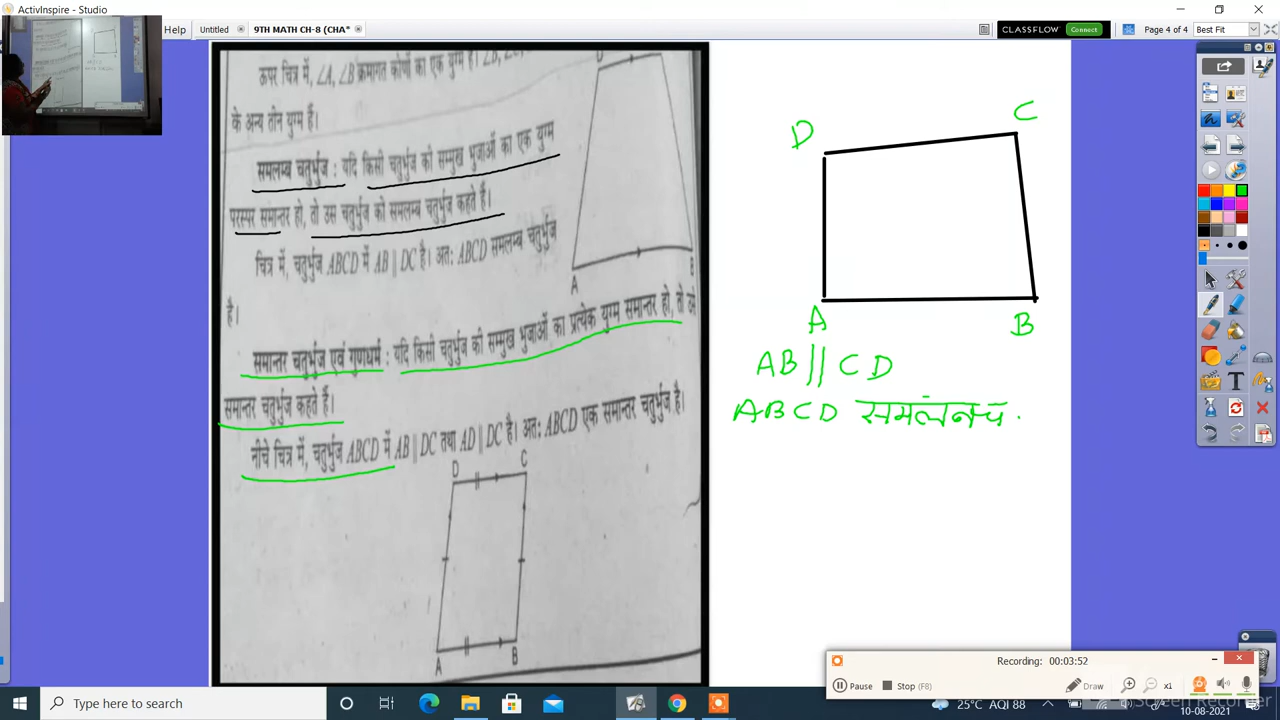 ActivInspire - Studio
Help
Untitled
9TH MATH CH-8 (CHA*
CLASSFLOW
Connect
Page 4 of 4
Best Fit
ऊपर चित्र में, ∠A, ∠B क्रमागत कोणों का एक युग्म है। ∠B,
के अन्य तीन युग्म हैं।
समलम्ब चतुर्भुज : यदि किसी चतुर्भुज को सम्मुख भुजाओं का एक युग्म
परस्पर समान्तर हो, तो उस चतुर्भुज को समलम्ब चतुर्भुज कहते हैं।
चित्र में, चतुर्भुज ABCD में AB || DC है। अत: ABCD समलम्ब चतुर्भुज
है।
A
B
समान्तर चतुर्भुज एवं गुणधर्म : यदि किसी चतुर्भुज की सम्मुख भुजाओं का प्रत्येक युग्म समान्तर हो, तो उसे
समान्तर चतुर्भुज कहते हैं।
नीचे चित्र में, चतुर्भुज ABCD में AB || DC तथा AD || DC है। अत: ABCD एक समान्तर चतुर्भुज है।
D
C
A
B
D
C
A
B
AB || CD
ABCD
Recording: 00:03:52
Pause
Stop (F8)
Draw
x1
Screen Recorder
Type here to search
25°C AQI 88
10-08-2021